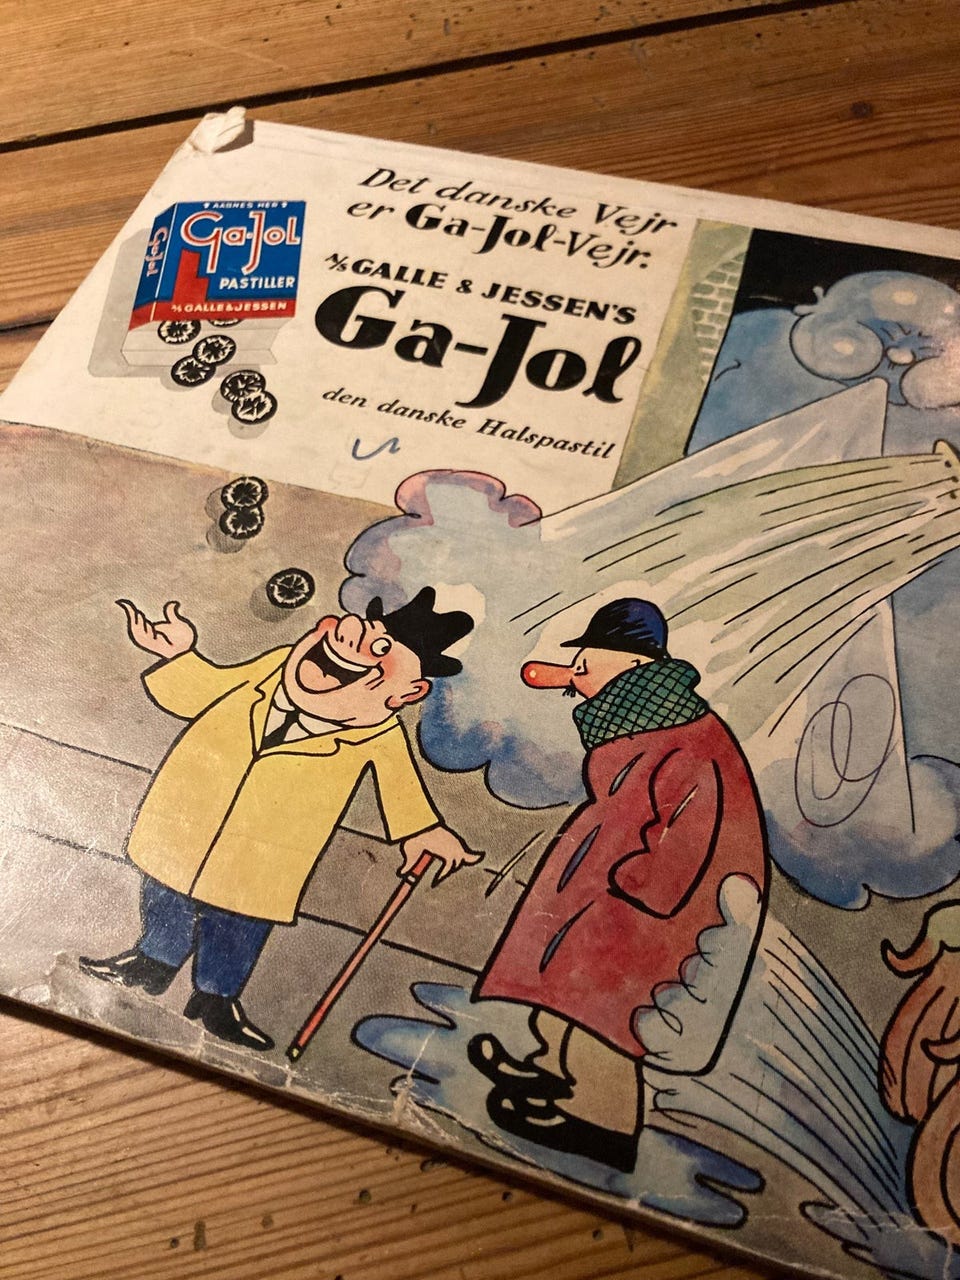 AABNES HER
Ga-Jol
PASTILLER
A/S GALLE & JESSEN
Ga-Jol
Det danske Vejr
er Ga-Jol-Vejr.
A/S GALLE & JESSEN'S
Ga-Jol
den danske Halspastil